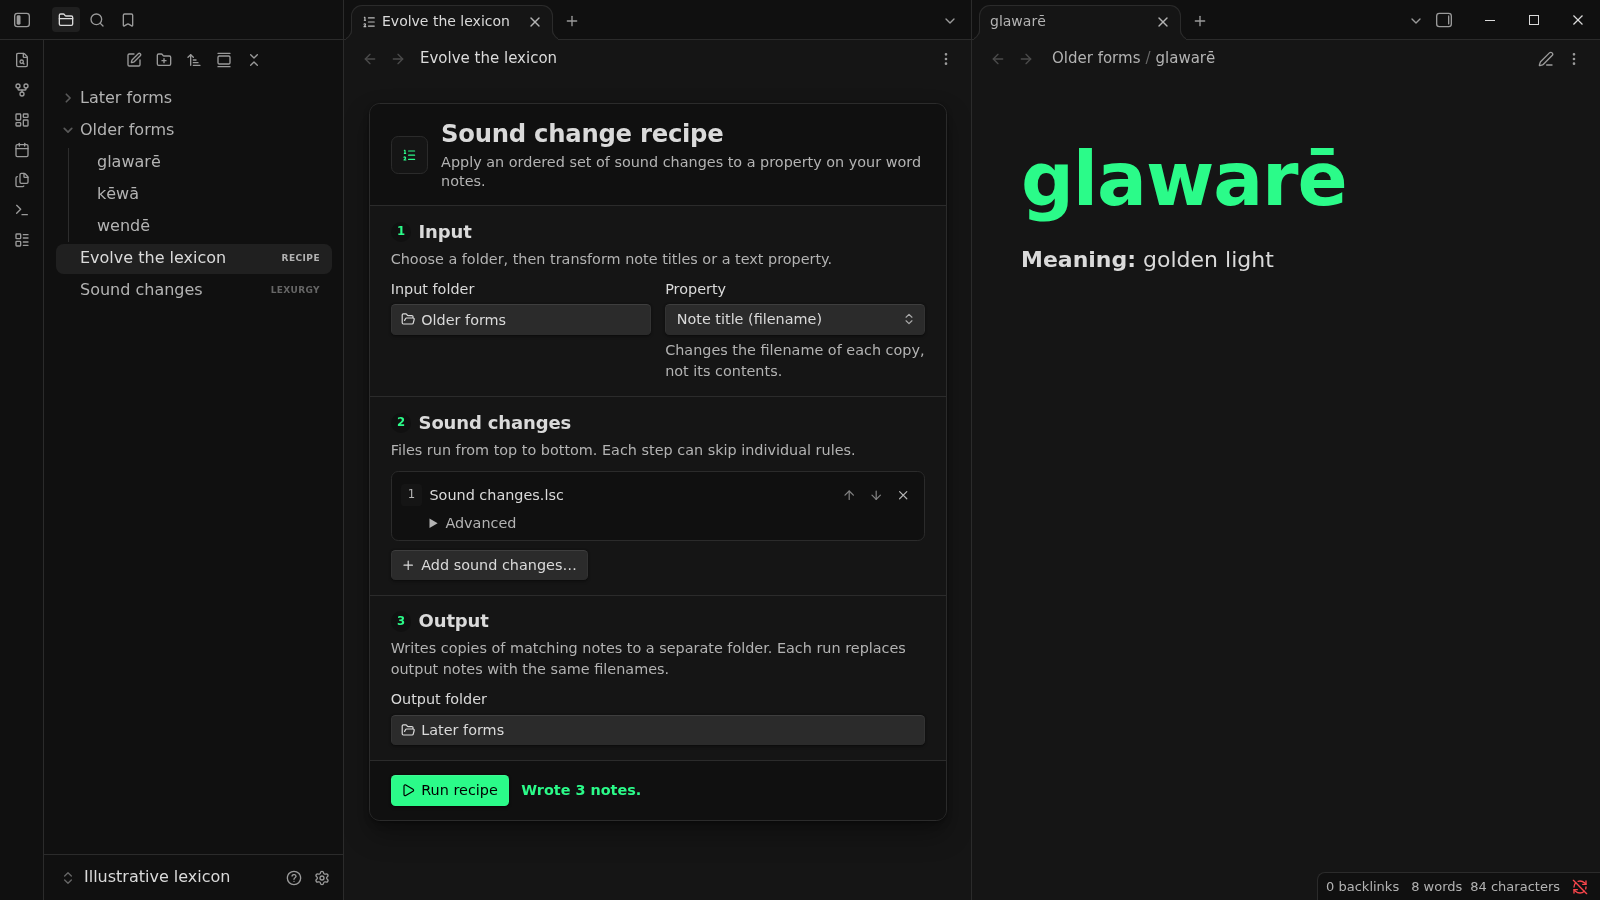 Evolve the lexicon
glawarē
Later forms
Older forms
glawarē
kēwā
wendē
Evolve the lexicon RECIPE
Sound changes LEXURGY
Illustrative lexicon
Evolve the lexicon
Sound change recipe
Apply an ordered set of sound changes to a property on your word
notes.
1 Input
Choose a folder, then transform note titles or a text property.
Input folder Property
Older forms Note title (filename)
Changes the filename of each copy,
not its contents.
2 Sound changes
Files run from top to bottom. Each step can skip individual rules.
1 Sound changes.lsc
Advanced
Add sound changes…
3 Output
Writes copies of matching notes to a separate folder. Each run replaces
output notes with the same filenames.
Output folder
Later forms
Run recipe Wrote 3 notes.
Older forms / glawarē
glawarē
Meaning: golden light
0 backlinks 8 words 84 characters